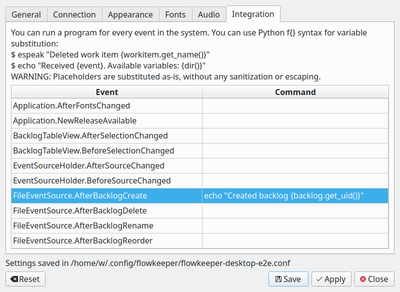 General Connection Appearance Fonts Audio Integration
You can run a program for every event in the system. You can use Python f{} syntax for variable
substitution:
$ espeak "Deleted work item {workitem.get_name()}"
$ echo "Received {event}. Available variables: {dir()}"
WARNING: Placeholders are substituted as-is, without any sanitization or escaping.
Event Command
Application.AfterFontsChanged
Application.NewReleaseAvailable
BacklogTableView.AfterSelectionChanged
BacklogTableView.BeforeSelectionChanged
EventSourceHolder.AfterSourceChanged
EventSourceHolder.BeforeSourceChanged
FileEventSource.AfterBacklogCreate echo "Created backlog {backlog.get_uid()}"
FileEventSource.AfterBacklogDelete
FileEventSource.AfterBacklogRename
FileEventSource.AfterBacklogReorder
Settings saved in /home/w/.config/flowkeeper/flowkeeper-desktop-e2e.conf
Reset Save Apply Close